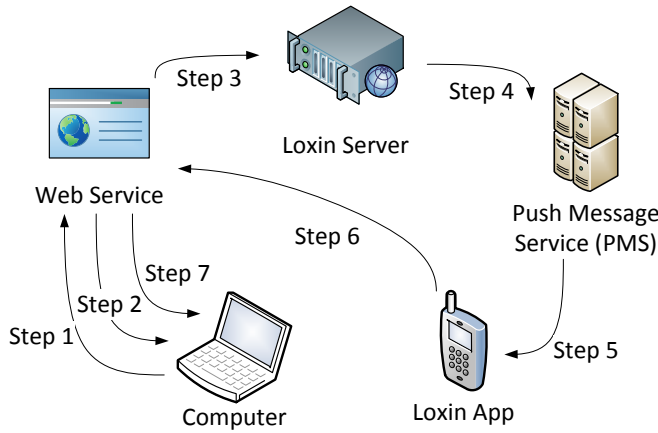 Step 3
Step 4
Loxin Server
Web Service
Push Message
Service (PMS)
Step 6
Step 7
Step 2
Step 1
Step 5
Computer
Loxin App